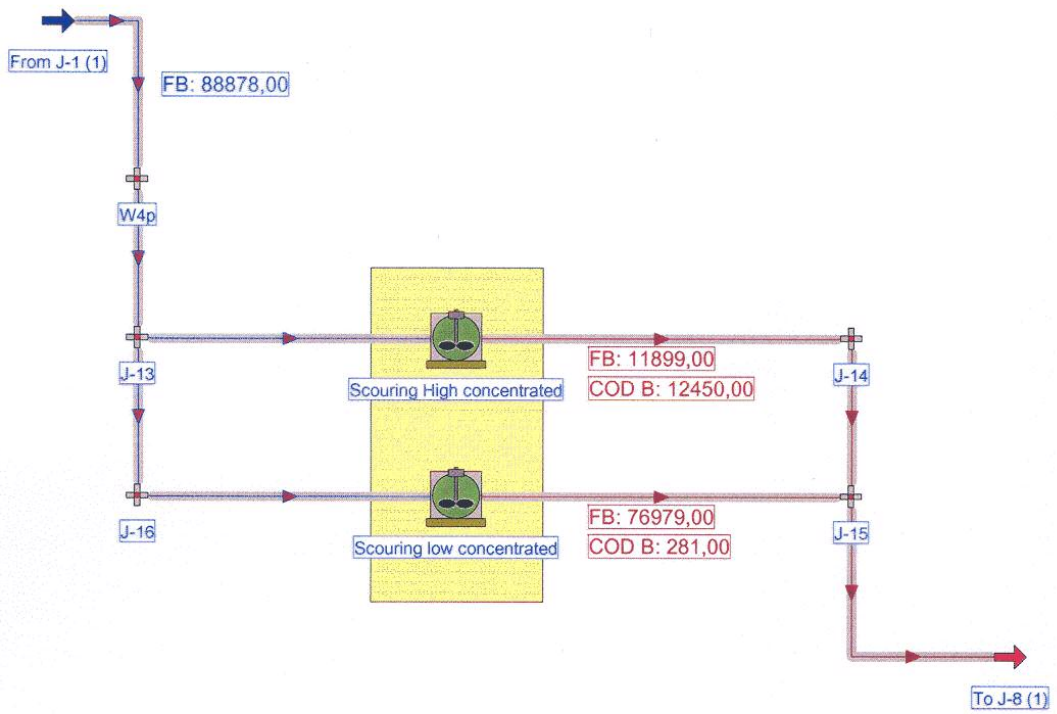 From J-1 (1)
FB: 88878,00
W4p
J-13
Scouring High concentrated
FB: 11899,00
COD B: 12450,00
J-14
J-16
Scouring low concentrated
FB: 76979,00
COD B: 281,00
J-15
To J-8 (1)